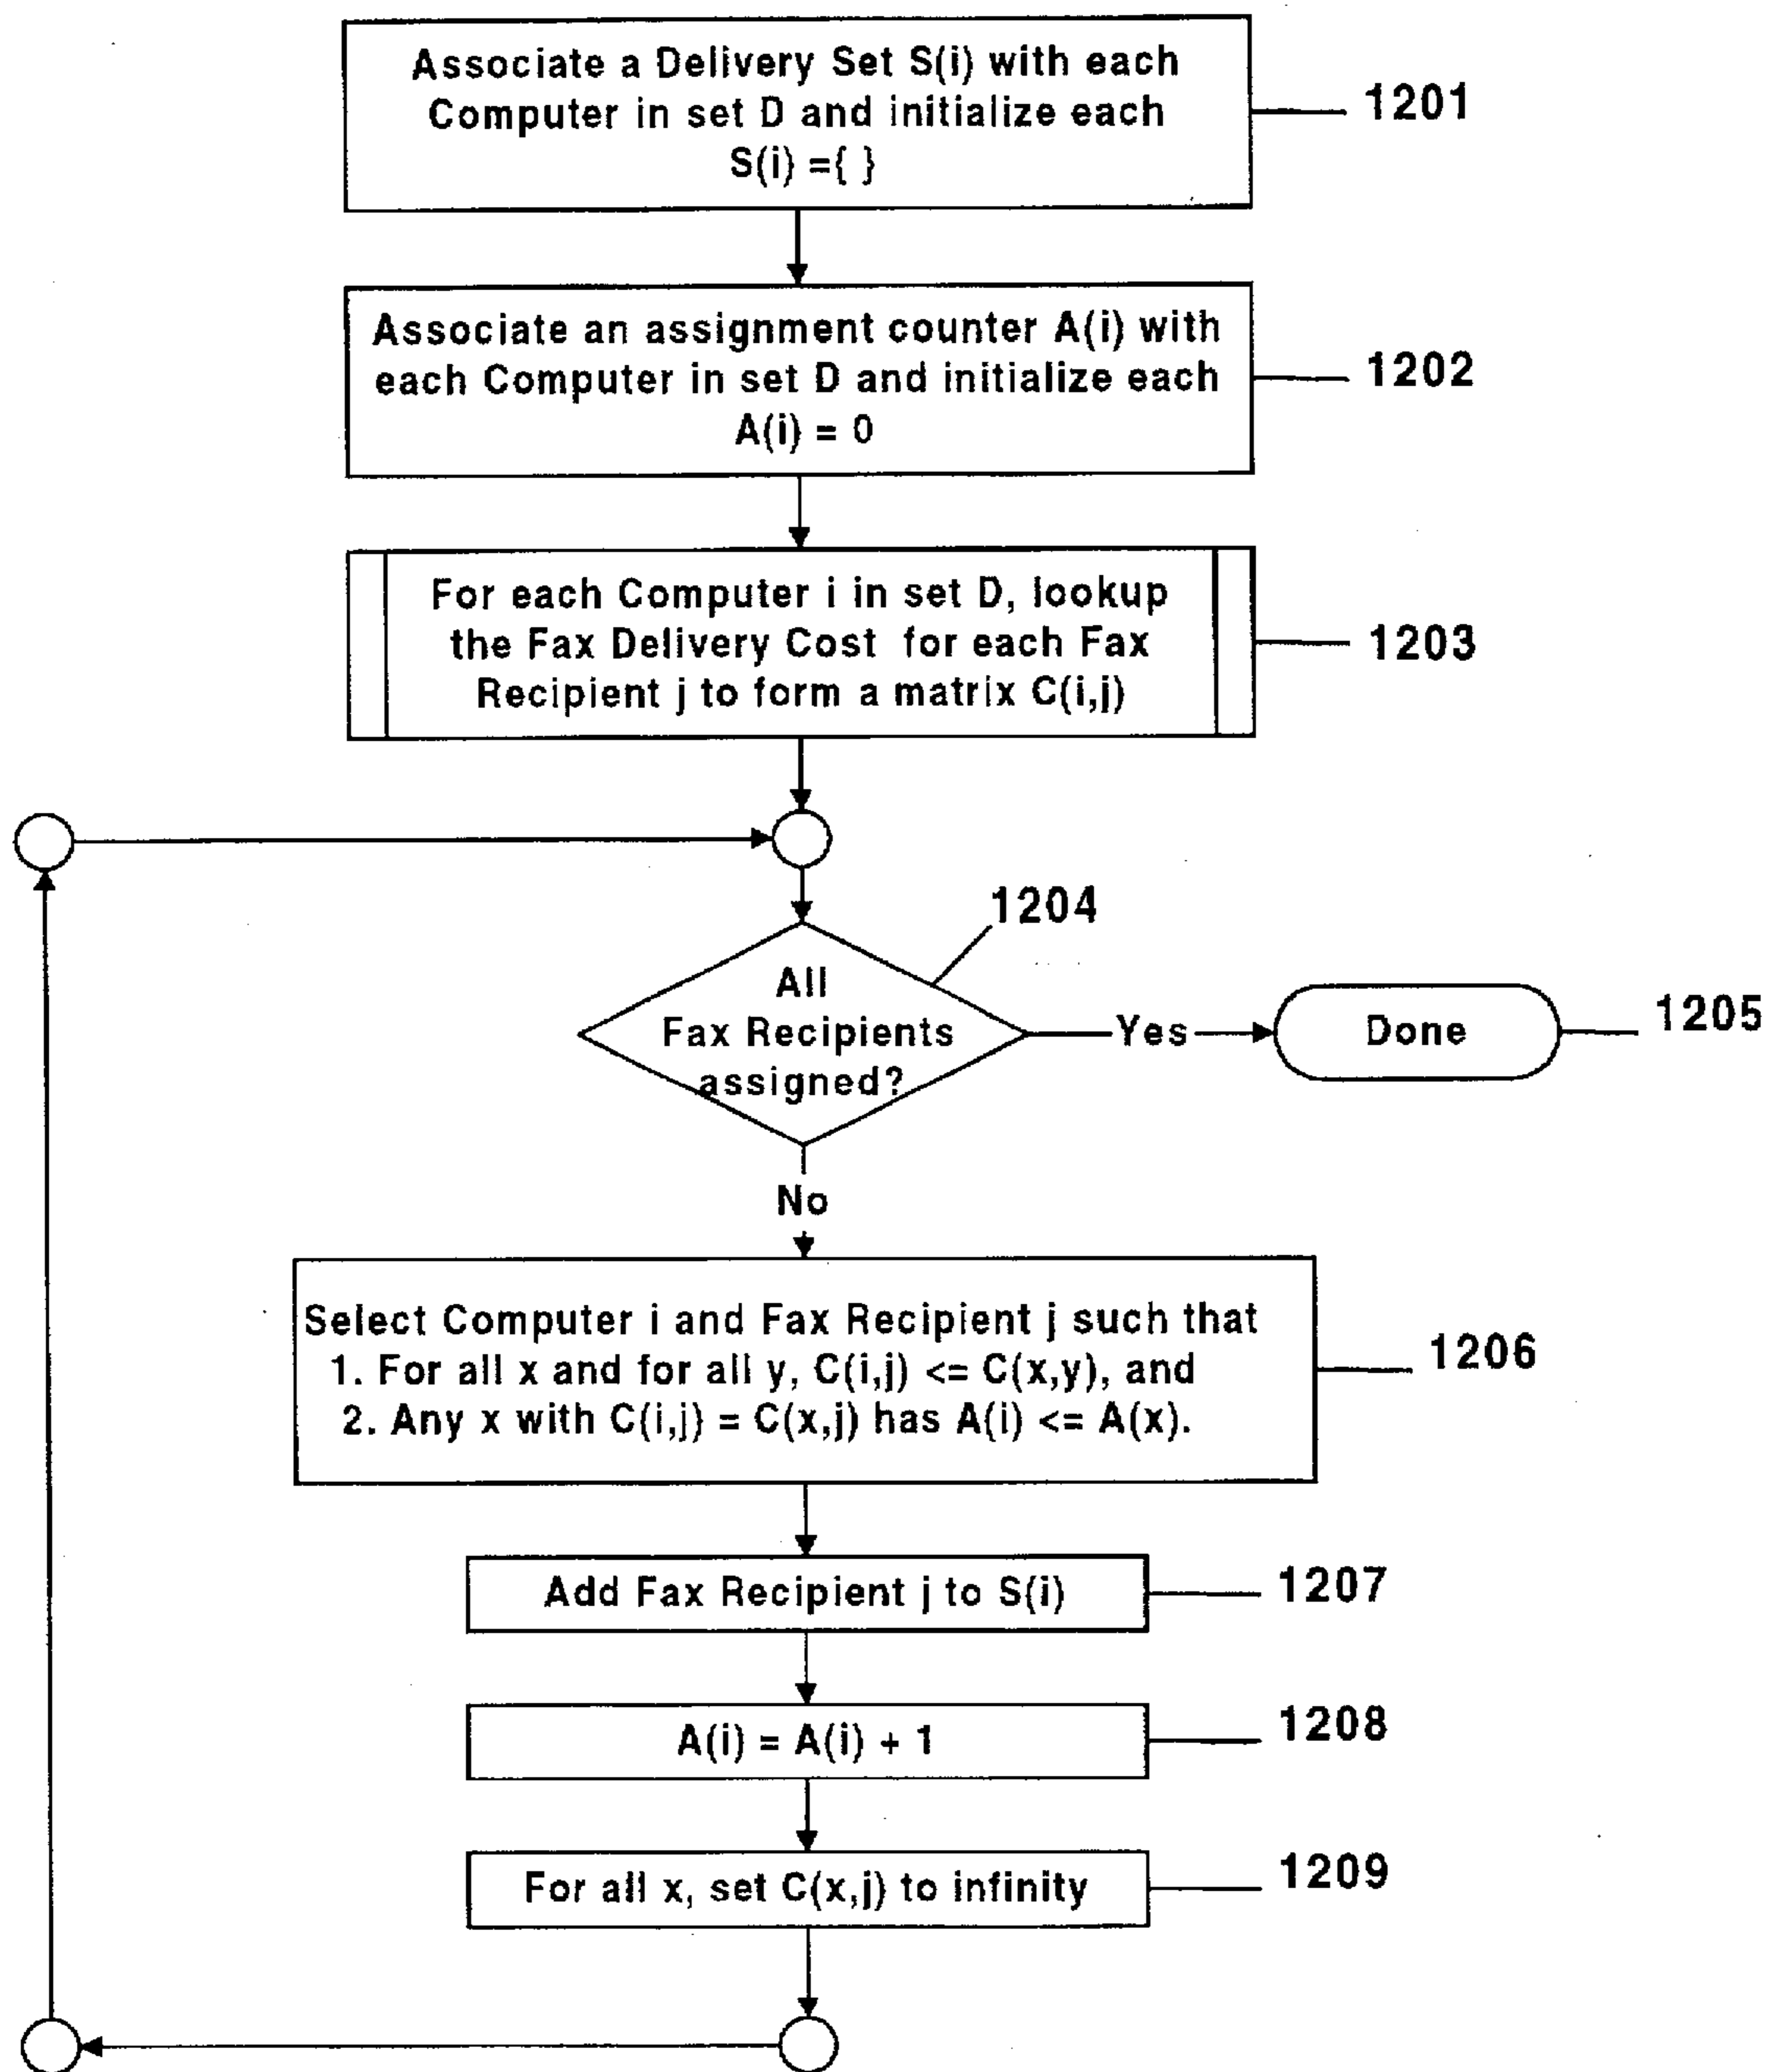 Associate a Delivery Set S(i) with each
Computer in set D and initialize each
S(i) ={ }
1201
Associate an assignment counter A(i) with
each Computer in set D and initialize each
A(i) = 0
1202
For each Computer i in set D, lookup
the Fax Delivery Cost for each Fax
Recipient j to form a matrix C(i,j)
1203
1204
All
Fax Recipients
assigned?
Yes
Done
1205
No
Select Computer i and Fax Recipient j such that
1. For all x and for all y, C(i,j) <= C(x,y), and
2. Any x with C(i,j) = C(x,j) has A(i) <= A(x).
1206
Add Fax Recipient j to S(i)
1207
A(i) = A(i) + 1
1208
For all x, set C(x,j) to infinity
1209